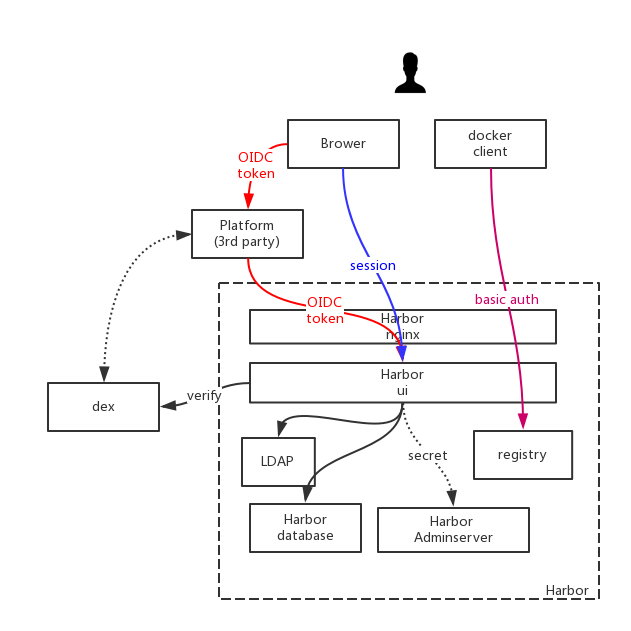 Brower
docker
client
OIDC
token
Platform
(3rd party)
session
basic auth
OIDC
token
Harbor
nginx
Harbor
ui
verify
dex
LDAP
secret
registry
Harbor
database
Harbor
Adminserver
Harbor